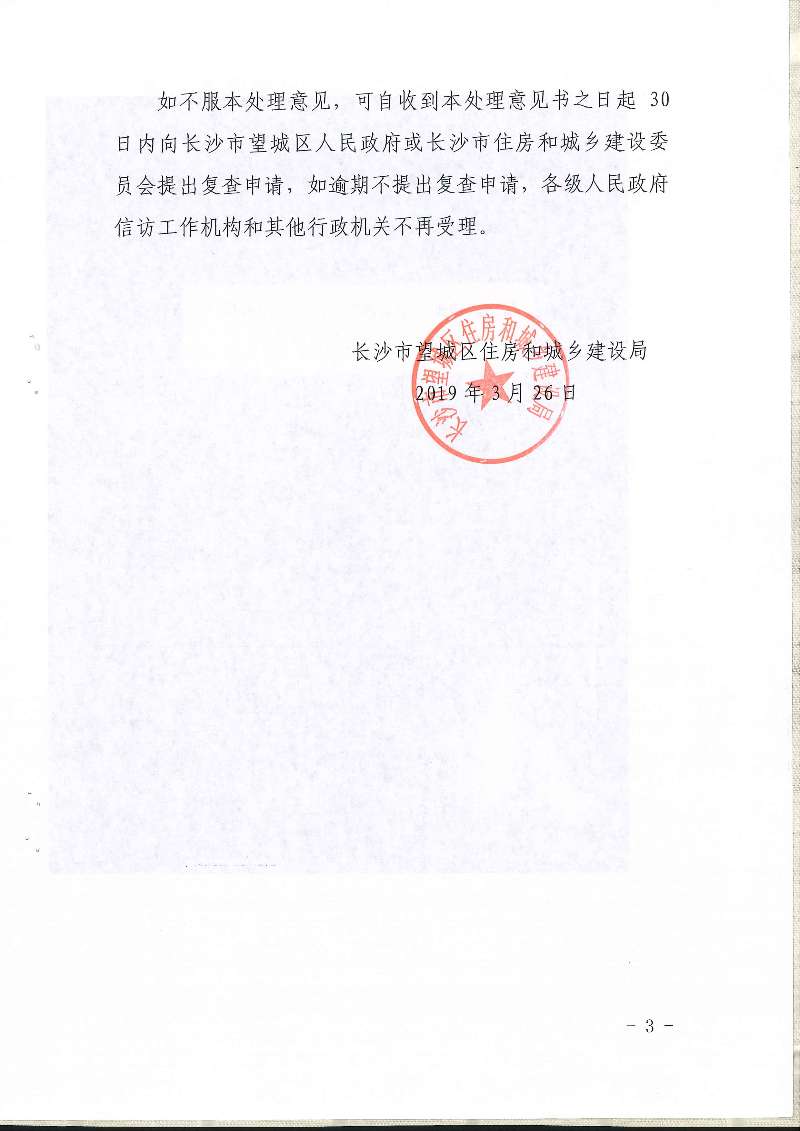 如不服本处理意见，可自收到本处理意见书之日起 30
日内向长沙市望城区人民政府或长沙市住房和城乡建设委
员会提出复查申请，如逾期不提出复查申请，各级人民政府
信访工作机构和其他行政机关不再受理。
长沙市望城区住房和城乡建设局
2019 年 3 月 26 日
长沙市望城区住房和城乡建设局
- 3 -